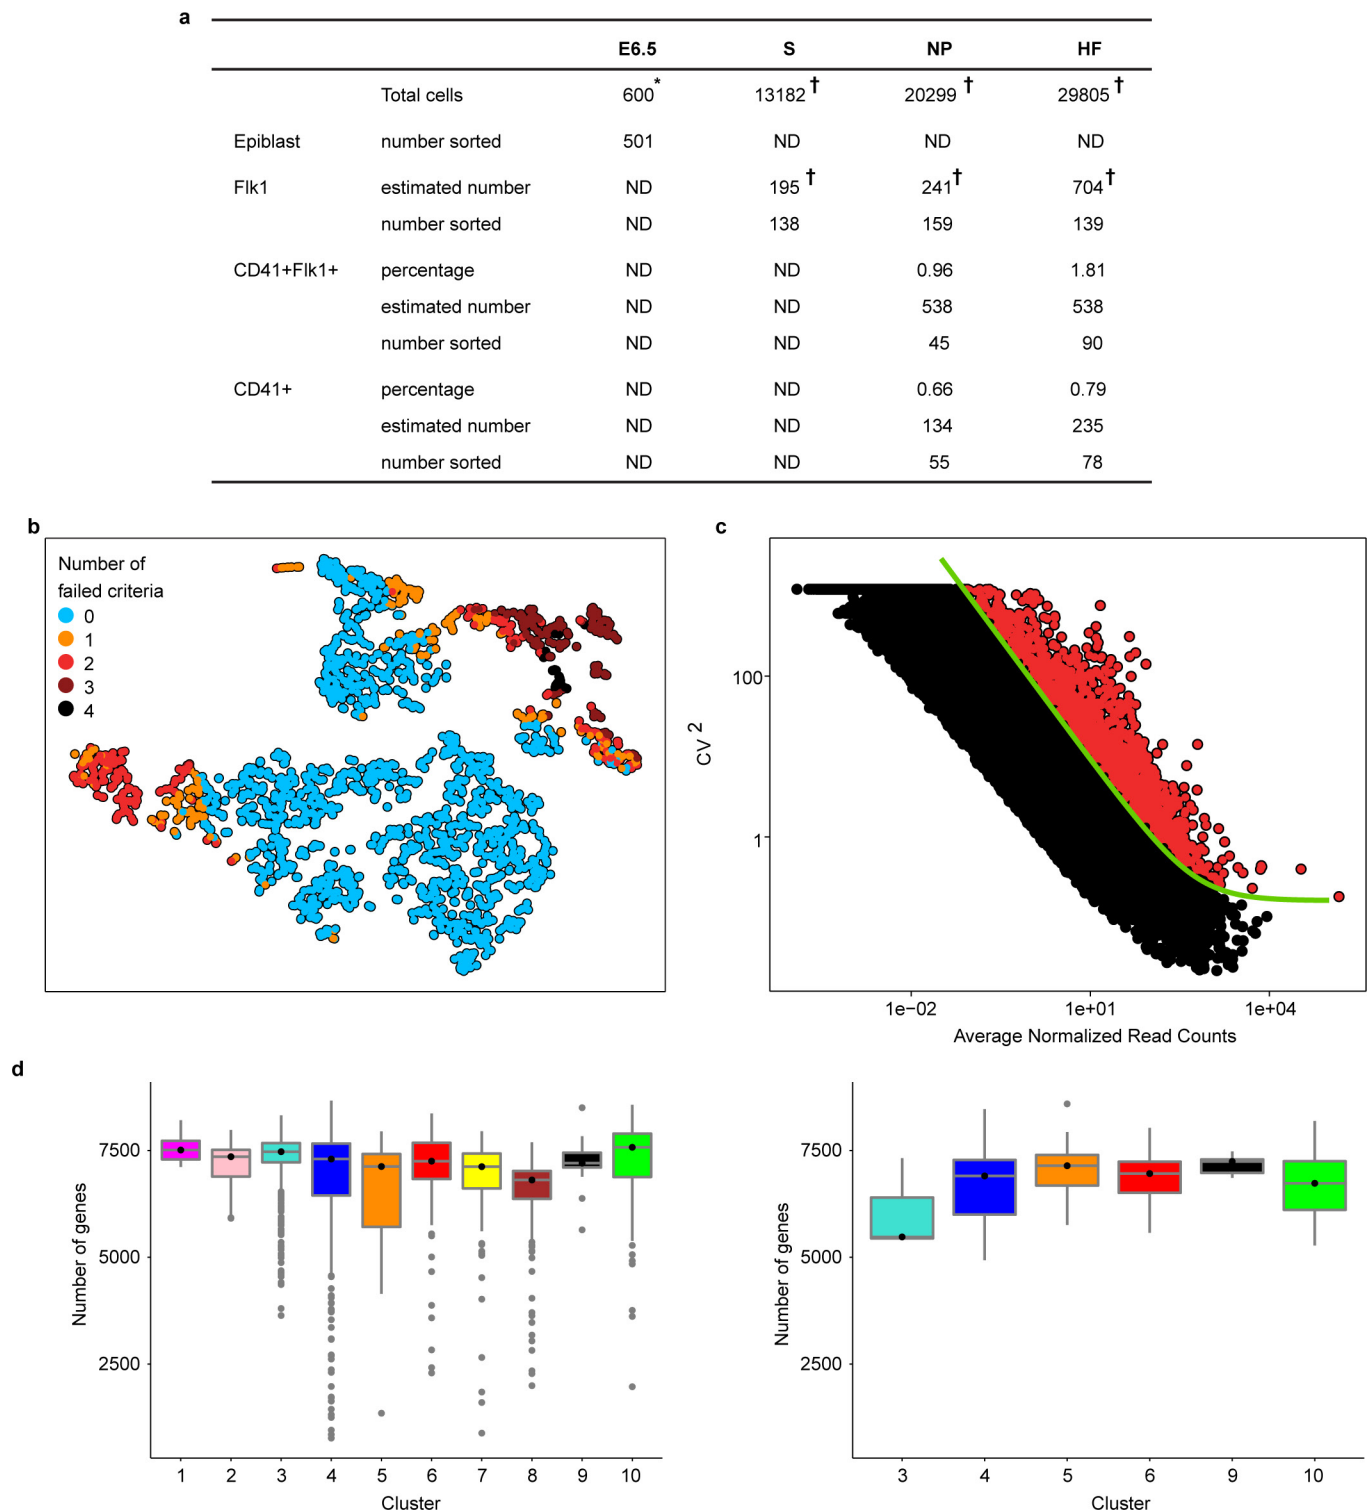 a
E6.5 S NP HF
Total cells 600* 13182† 20299† 29805†
Epiblast number sorted 501 ND ND ND
Flk1 estimated number ND 195† 241† 704†
number sorted ND 138 159 139
CD41+Flk1+ percentage ND ND 0.96 1.81
estimated number ND ND 538 538
number sorted ND ND 45 90
CD41+ percentage ND ND 0.66 0.79
estimated number ND ND 134 235
number sorted ND ND 55 78
b
Number of
failed criteria
0
1
2
3
4
c
CV²
100
1
1e−02 1e+01 1e+04
Average Normalized Read Counts
d
Number of genes
7500
5000
2500
1 2 3 4 5 6 7 8 9 10
Cluster
Number of genes
7500
5000
2500
3 4 5 6 9 10
Cluster